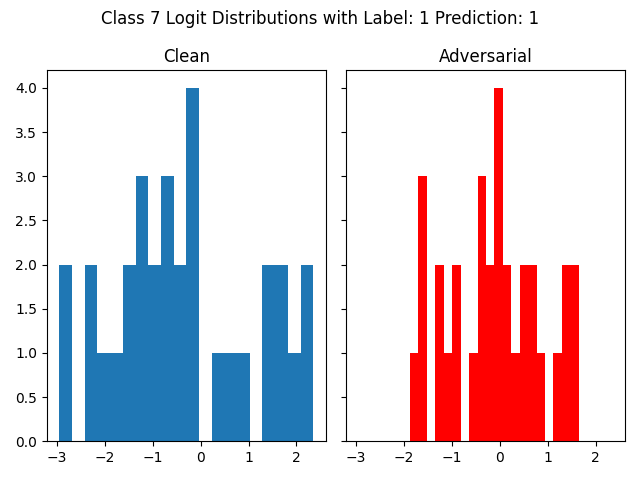 Class 7 Logit Distributions with Label: 1 Prediction: 1
Clean
Adversarial
4.0
3.5
3.0
2.5
2.0
1.5
1.0
0.5
0.0
−3 −2 −1 0 1 2
−3 −2 −1 0 1 2